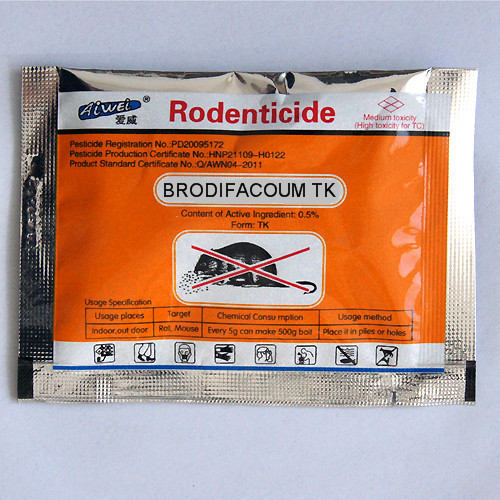 Aiwei ®
爱威
Rodenticide
Medium toxicity
(High toxicity for TC)
Pesticide Registration No.:PD20095172
Pesticide Production Certificate No.:HNP21109-H0122
Product Standard Certificate No.:Q/AWN04-2011
BRODIFACOUM TK
Content of Active Ingredient: 0.5%
Form: TK
Usage Specification
Usage places Target Chemical Consu mption Usage method
Indoor,out door Rat, Mouse Every 5g can make 500g bait Place it in piles or holes